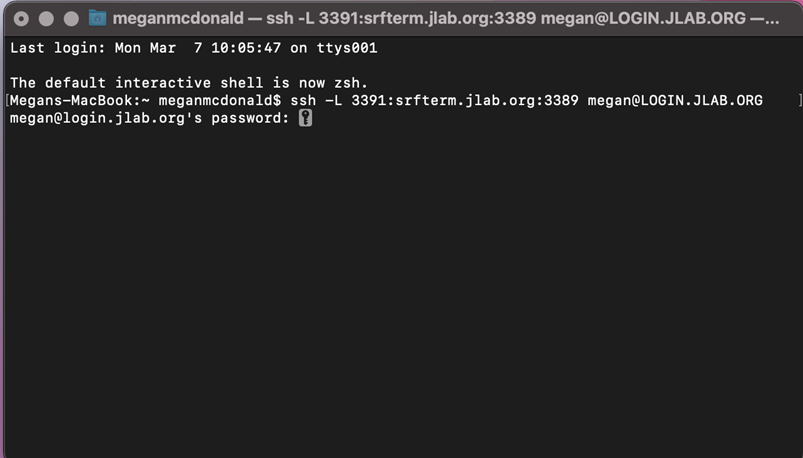 meganmcdonald — ssh -L 3391:srfterm.jlab.org:3389 megan@LOGIN.JLAB.ORG —...
Last login: Mon Mar  7 10:05:47 on ttys001
The default interactive shell is now zsh.
[Megans-MacBook:~ meganmcdonald$ ssh -L 3391:srfterm.jlab.org:3389 megan@LOGIN.JLAB.ORG ]
megan@login.jlab.org's password: